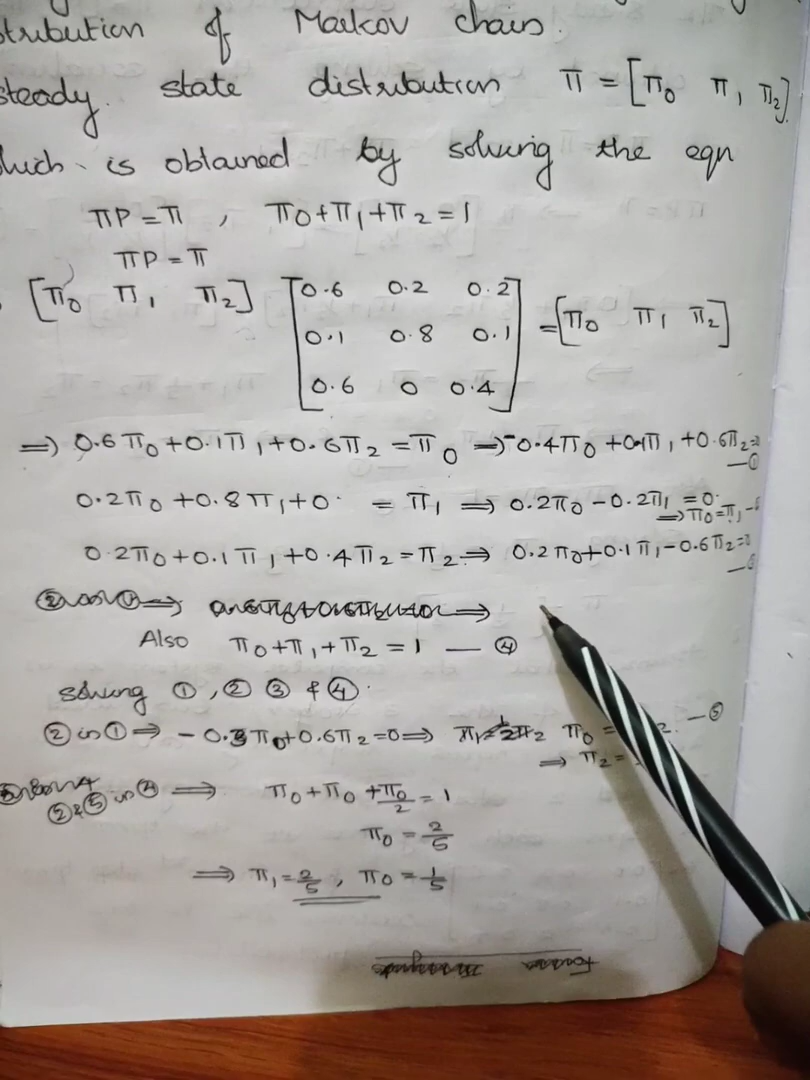 tribution of Markov chain.
steady state distribution π = [π0 π1 π2].
which is obtained by solving the eqn
πP = π , π0+π1+π2 = 1
πP = π
[π0 π1 π2] [0.6 0.2 0.2
0.1 0.8 0.1
0.6 0 0.4] = [π0 π1 π2]
⇒ 0.6π0+0.1π1+0.6π2 = π0 ⇒ -0.4π0+0.1π1+0.6π2=0 —①
0.2π0+0.8π1+0 = π1 ⇒ 0.2π0-0.2π1=0
⇒ π0=π1
0.2π0+0.1π1+0.4π2=π2 ⇒ 0.2π0+0.1π1-0.6π2=0
Also π0+π1+π2 = 1 — ④
solving ①, ② ③ & ④.
② in ① ⇒ -0.3π0+0.6π2=0 ⇒ π0 = 2. —⑤
⇒ π2 =
②&⑤ in ④ ⇒ π0+π0+π0/2 = 1
π0 = 2/5
⇒ π1 = 2/5 , π0 = 1/5